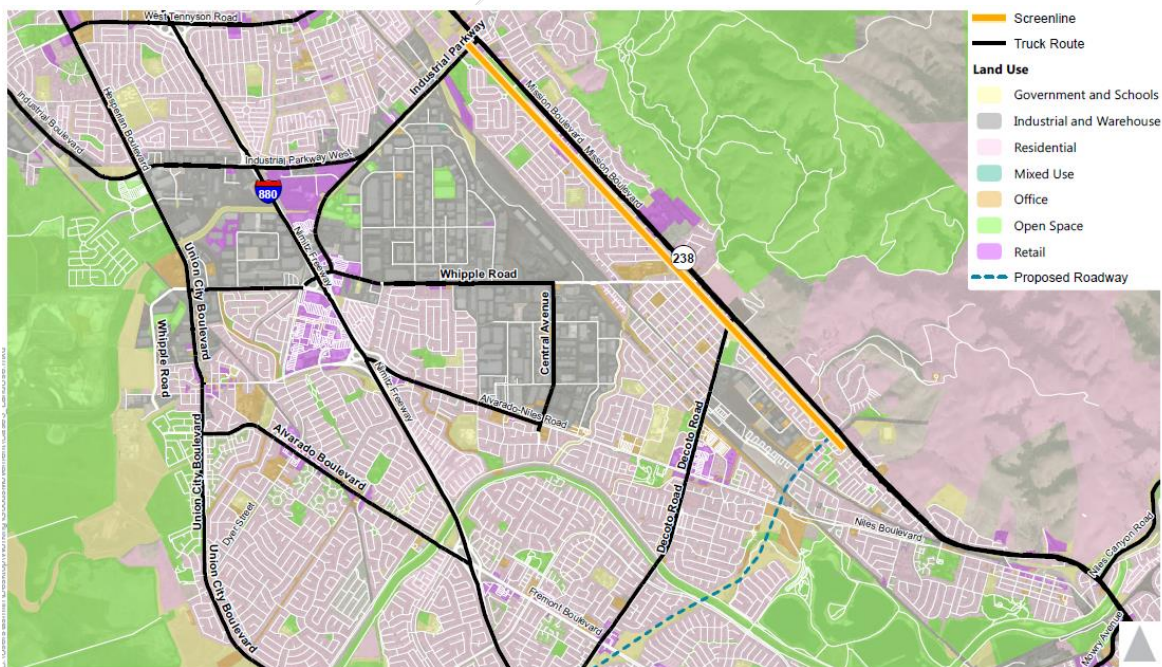 West Tennyson Road
Industrial Parkway
Screenline
Truck Route
Land Use
Government and Schools
Industrial and Warehouse
Residential
Mixed Use
Office
Open Space
Retail
Proposed Roadway
Industrial Boulevard
Hesperian Boulevard
Mission Boulevard
Mission Boulevard
Industrial Parkway West
880
Nimitz Freeway
238
Whipple Road
Union City Boulevard
Whipple Road
Central Avenue
Nimitz Freeway
Alvarado-Niles Road
Decoto Road
Union City Boulevard
Alvarado Boulevard
Dyer Street
Decoto Road
Niles Boulevard
Niles Canyon Road
Union City Boulevard
Fremont Boulevard
Mowry Avenue